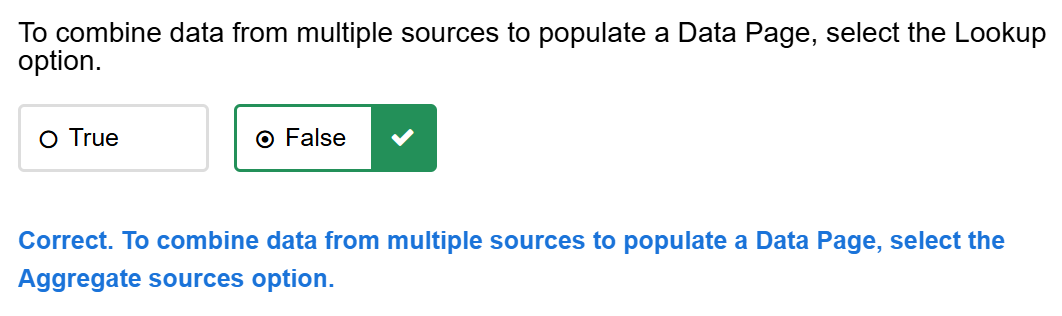 To combine data from multiple sources to populate a Data Page, select the Lookup
option.
True
False
Correct. To combine data from multiple sources to populate a Data Page, select the
Aggregate sources option.